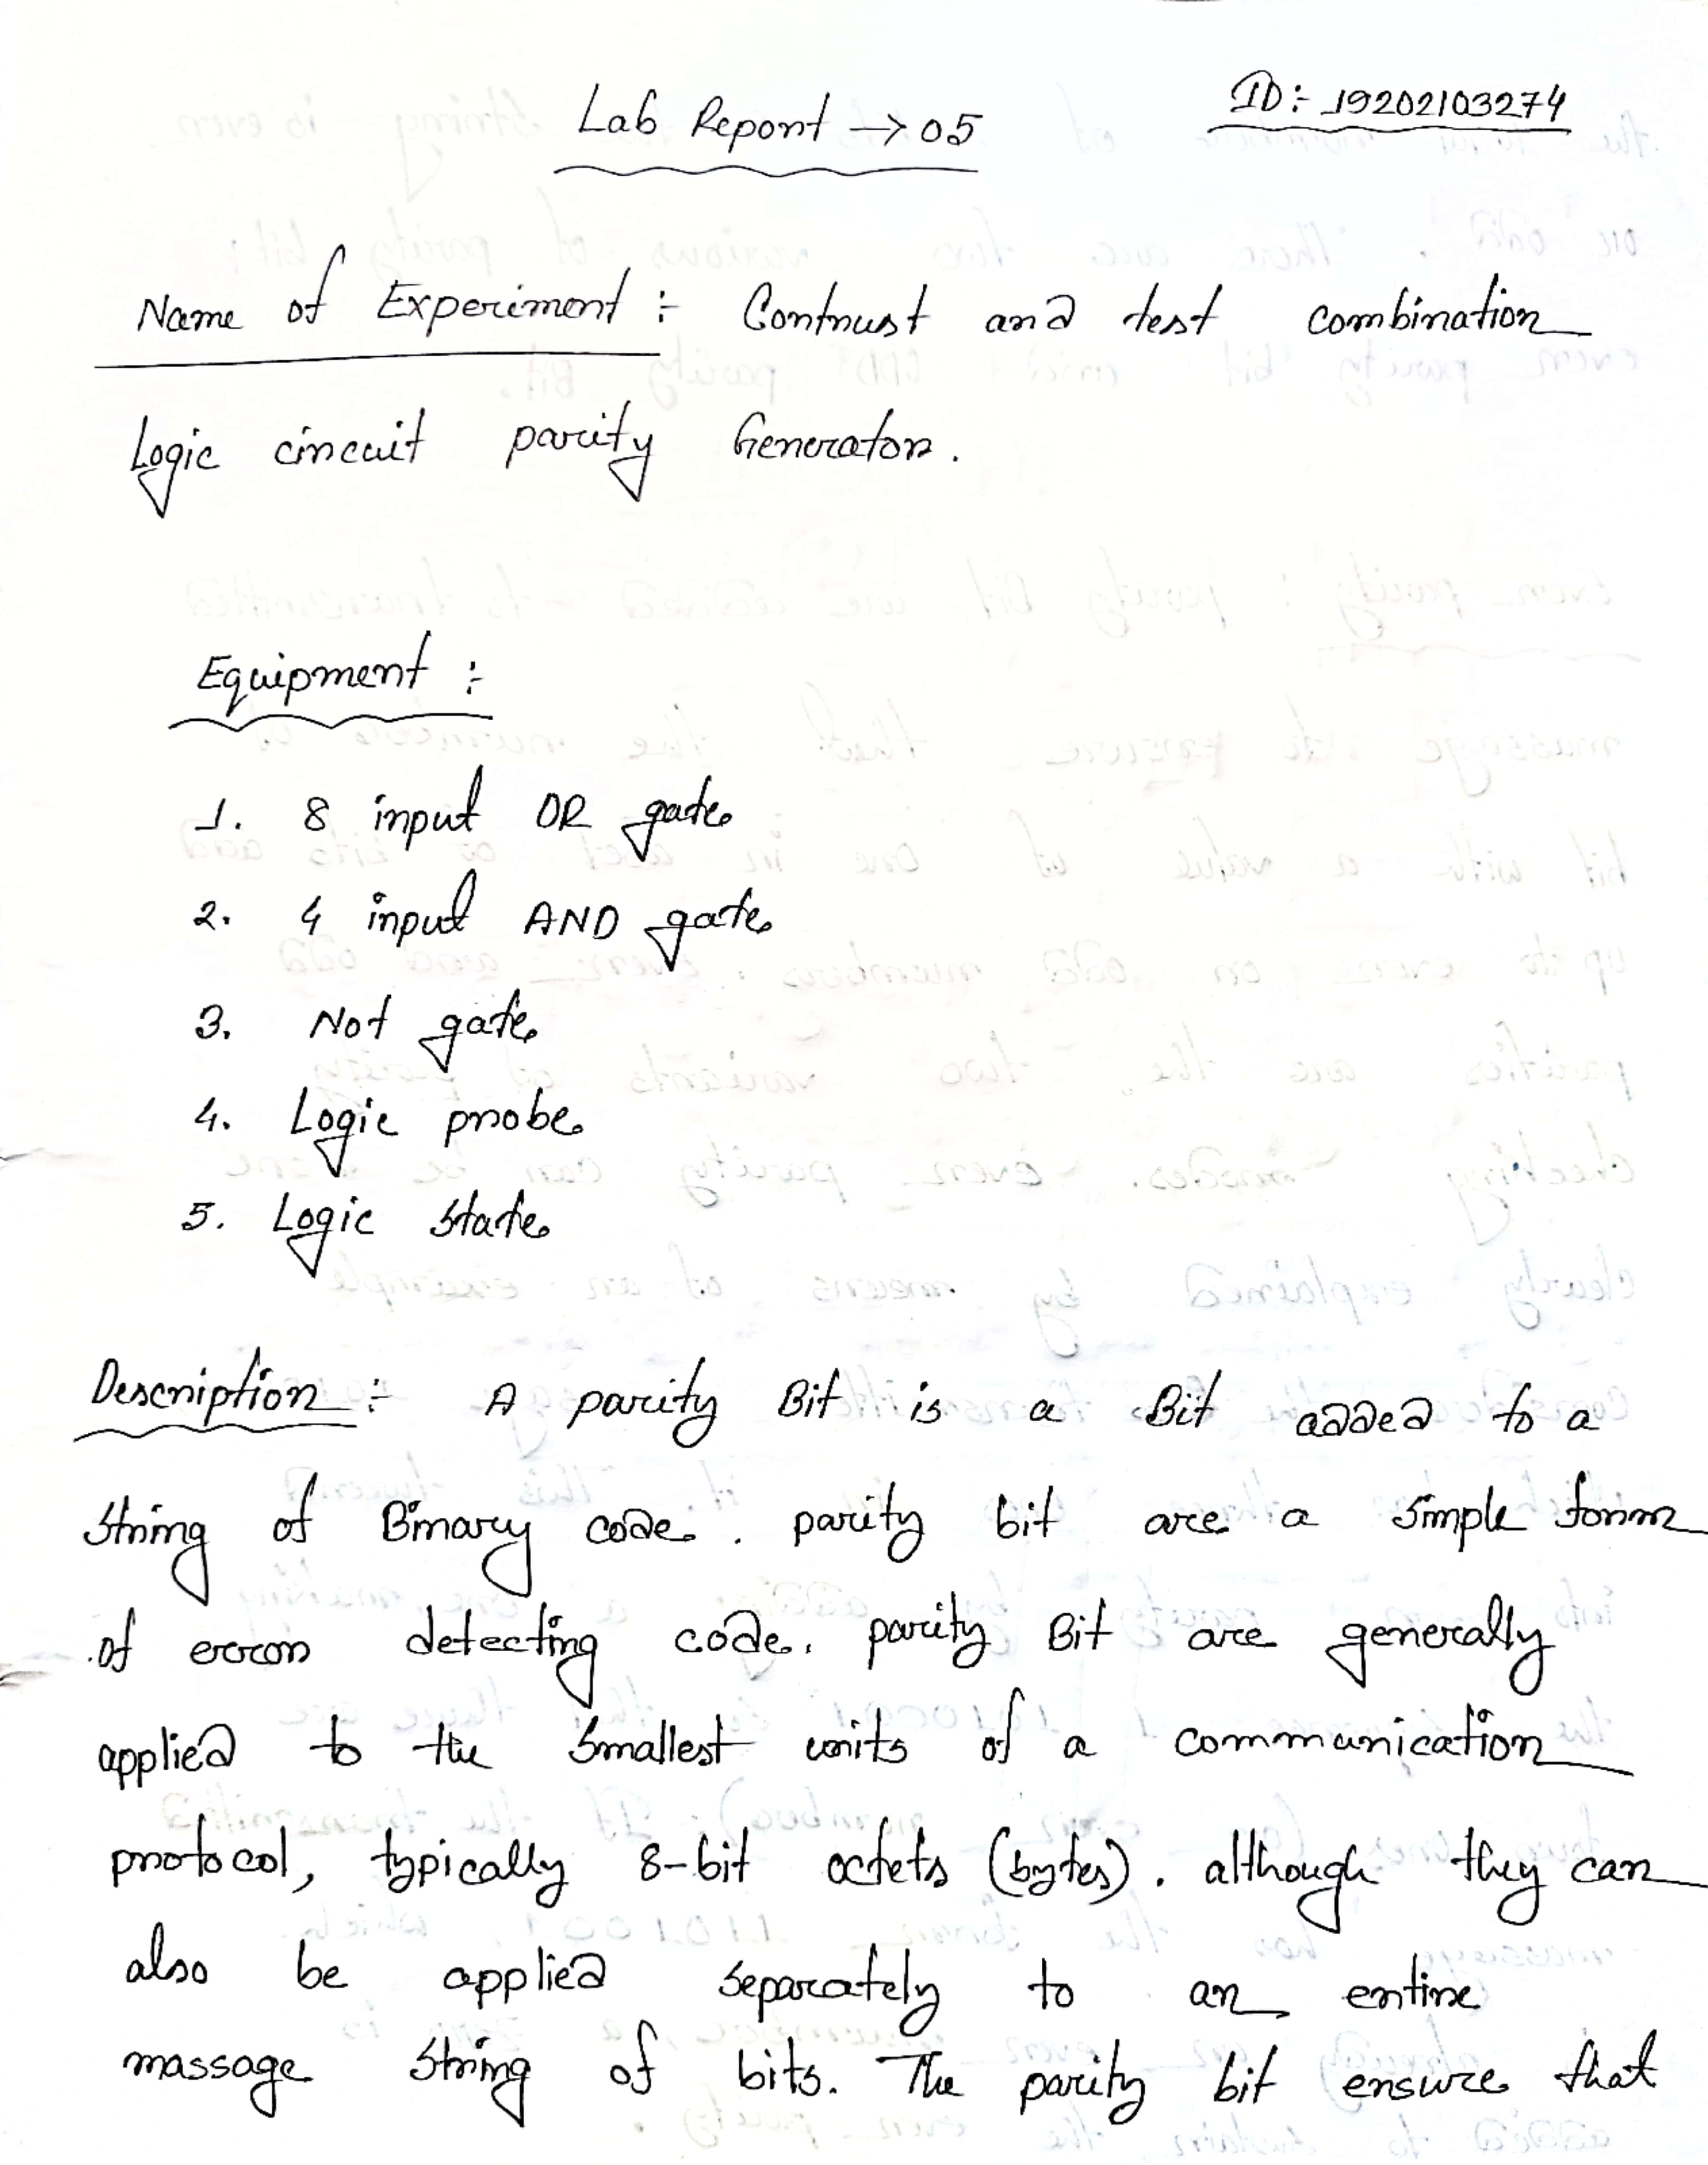 Lab Report → 05
ID:- 19202103274
Name of Experiment :- Contrust and test combination
Logic circuit parity Generator.
Equipment :-
1. 8 input OR gate
2. 4 input AND gate
3. Not gate
4. Logic probe
5. Logic state
Description :- A parity Bit is a Bit added to a
string of Binary code. parity bit are a simple form
of error detecting code. parity Bit are generally
applied to the smallest units of a communication
protocol, typically 8-bit octets (bytes). although they can
also be applied separately to an entire
massage string of bits. The parity bit ensure that